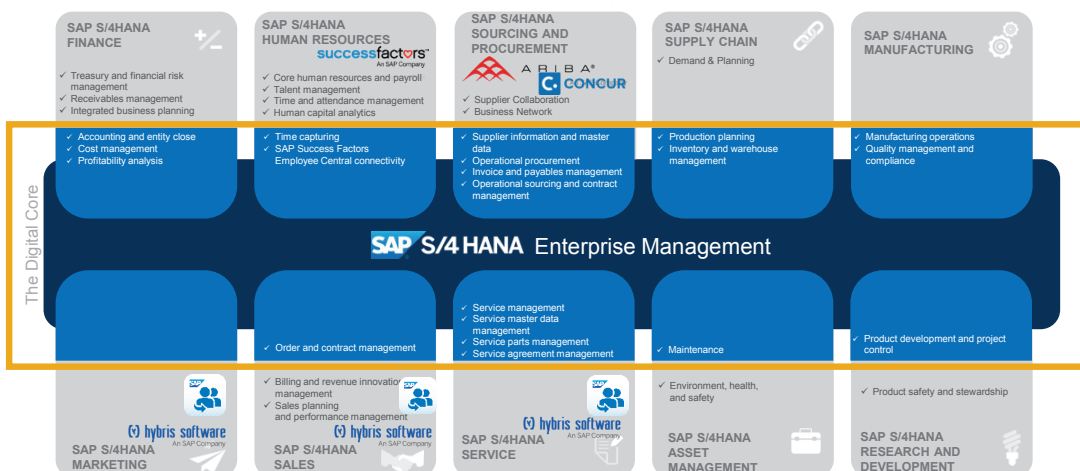 SAP S/4HANA
FINANCE
✓ Treasury and financial risk
management
✓ Receivables management
✓ Integrated business planning
✓ Accounting and entity close
✓ Cost management
✓ Profitability analysis
SAP S/4HANA
HUMAN RESOURCES
successfactors™
An SAP Company
✓ Core human resources and payroll
✓ Talent management
✓ Time and attendance management
✓ Human capital analytics
✓ Time capturing
✓ SAP Success Factors
Employee Central connectivity
SAP S/4HANA
SOURCING AND
PROCUREMENT
ARIBA®
C. CONCUR
✓ Supplier Collaboration
✓ Business Network
✓ Supplier information and master
data
✓ Operational procurement
✓ Invoice and payables management
✓ Operational sourcing and contract
management
SAP S/4HANA
SUPPLY CHAIN
✓ Demand & Planning
✓ Production planning
✓ Inventory and warehouse
management
SAP S/4HANA
MANUFACTURING
✓ Manufacturing operations
✓ Quality management and
compliance
The Digital Core
SAP S/4 HANA Enterprise Management
SAP
(y) hybris software
An SAP Company
SAP S/4HANA
MARKETING
✓ Order and contract management
✓ Billing and revenue innovation
management
✓ Sales planning
and performance management
SAP
(y) hybris software
An SAP Company
SAP S/4HANA
SALES
✓ Service management
✓ Service master data
management
✓ Service parts management
✓ Service agreement management
SAP
(y) hybris software
An SAP Company
SAP S/4HANA
SERVICE
✓ Maintenance
✓ Environment, health,
and safety
SAP S/4HANA
ASSET
MANAGEMENT
✓ Product development and project
control
✓ Product safety and stewardship
SAP S/4HANA
RESEARCH AND
DEVELOPMENT